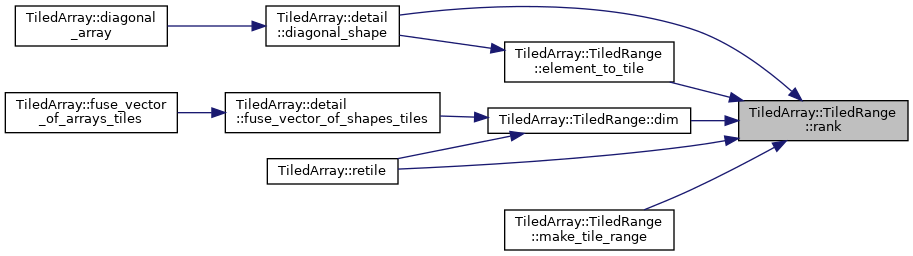 TiledArray::diagonal
_array
TiledArray::detail
::diagonal_shape
TiledArray::TiledRange
::element_to_tile
TiledArray::fuse_vector
_of_arrays_tiles
TiledArray::detail
::fuse_vector_of_shapes_tiles
TiledArray::TiledRange::dim
TiledArray::TiledRange
::rank
TiledArray::retile
TiledArray::TiledRange
::make_tile_range